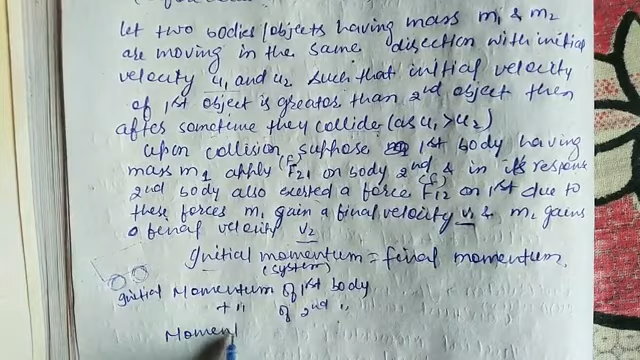 let two bodies/objects having mass m1 & m2
are moving in the same disection with initial
velocity u1 and u2 such that initial velocity
of 1st object is greater than 2nd object then
after sometime they collide (as u1 > u2)
upon collision suppose 1st body having
mass m1 apply (F) F21 on body 2nd & in its respons
2nd body also exerted a force (F) F12 on 1st due to
these forces m1 gain a final velocity v1 & m2 gains
a final velocity v2
Initial momentum = final momentum.
(system)
Initial Momentum of 1st body
+ " of 2nd "
Moment